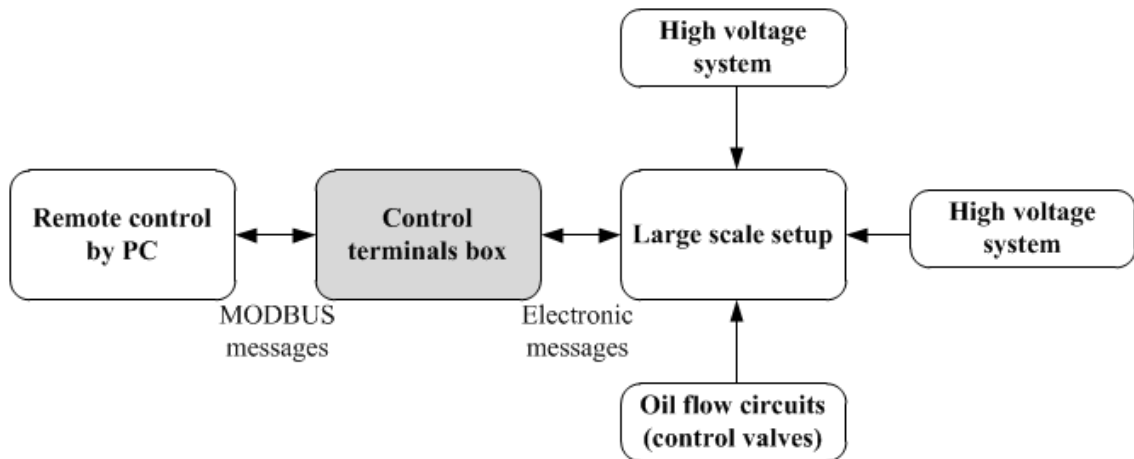 High voltage
system
Remote control
by PC
Control
terminals box
Large scale setup
High voltage
system
MODBUS
messages
Electronic
messages
Oil flow circuits
(control valves)